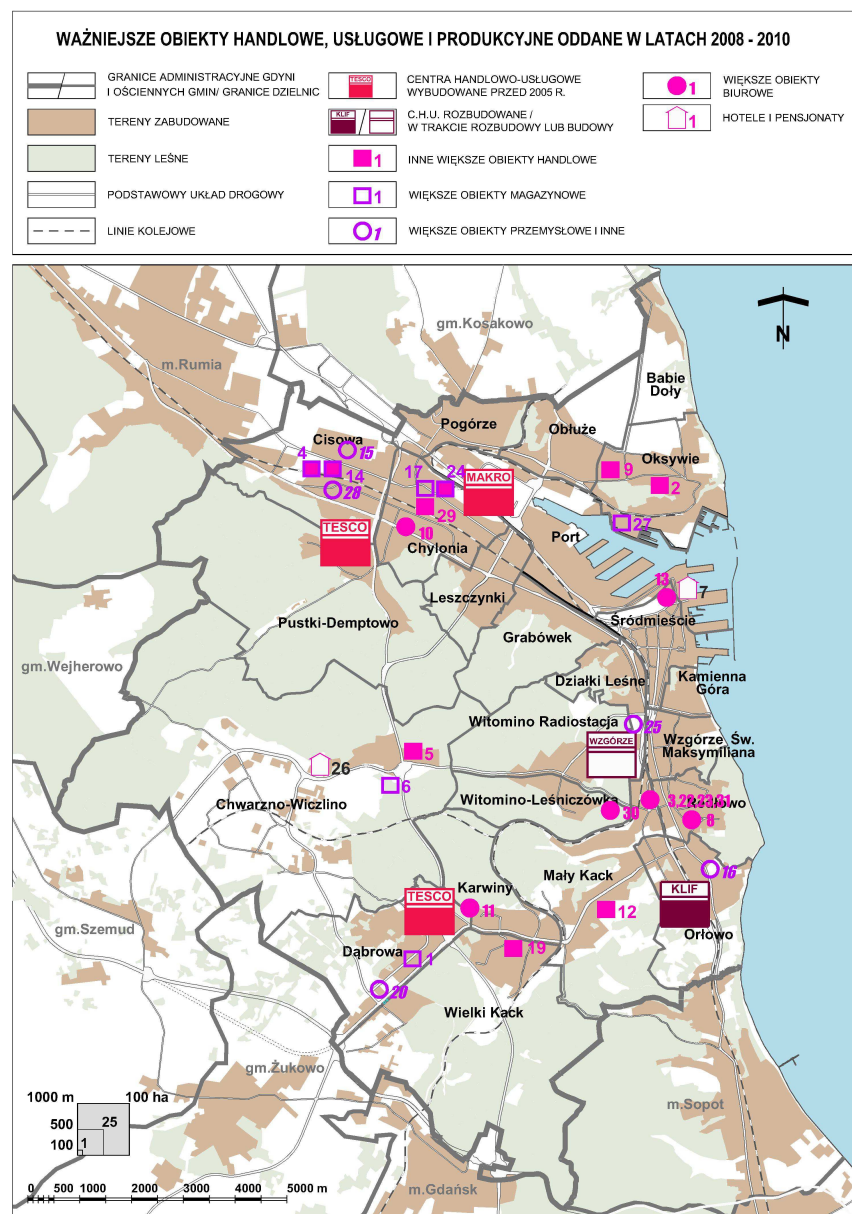 WAŻNIEJSZE OBIEKTY HANDLOWE, USŁUGOWE I PRODUKCYJNE ODDANE W LATACH 2008 - 2010
GRANICE ADMINISTRACYJNE GDYNI
I OŚCIENNYCH GMIN/ GRANICE DZIELNIC
TERENY ZABUDOWANE
TERENY LEŚNE
PODSTAWOWY UKŁAD DROGOWY
LINIE KOLEJOWE
TESCO
CENTRA HANDLOWO-USŁUGOWE
WYBUDOWANE PRZED 2005 R.
KLIF
C.H.U. ROZBUDOWANE /
W TRAKCIE ROZBUDOWY LUB BUDOWY
1
INNE WIĘKSZE OBIEKTY HANDLOWE
1
WIĘKSZE OBIEKTY MAGAZYNOWE
1
WIĘKSZE OBIEKTY PRZEMYSŁOWE I INNE
1
WIĘKSZE OBIEKTY
BIUROWE
1
HOTELE I PENSJONATY
N
gm.Kosakowo
m.Rumia
Babie
Doły
Pogórze
Obłuże
Cisowa
15
Oksywie
4
14
17
24
MAKRO
9
2
28
29
27
TESCO
10
Port
Chylonia
13
7
Leszczynki
Śródmieście
Pustki-Demptowo
Grabówek
gm.Wejherowo
Działki Leśne
Kamienna
Góra
Witomino Radiostacja
25
WZGÓRZE
Wzgórze Św.
Maksymiliana
5
26
6
Chwarzno-Wiczlino
Witomino-Leśniczówka
30
Redłowo
8
16
Mały Kack
Karwiny
TESCO
KLIF
11
12
gm.Szemud
Orłowo
19
Dąbrowa
1
20
Wielki Kack
gm.Żukowo
m.Sopot
m.Gdańsk
1000 m
100 ha
500
25
100
1
0 500 1000 2000 3000 4000 5000 m